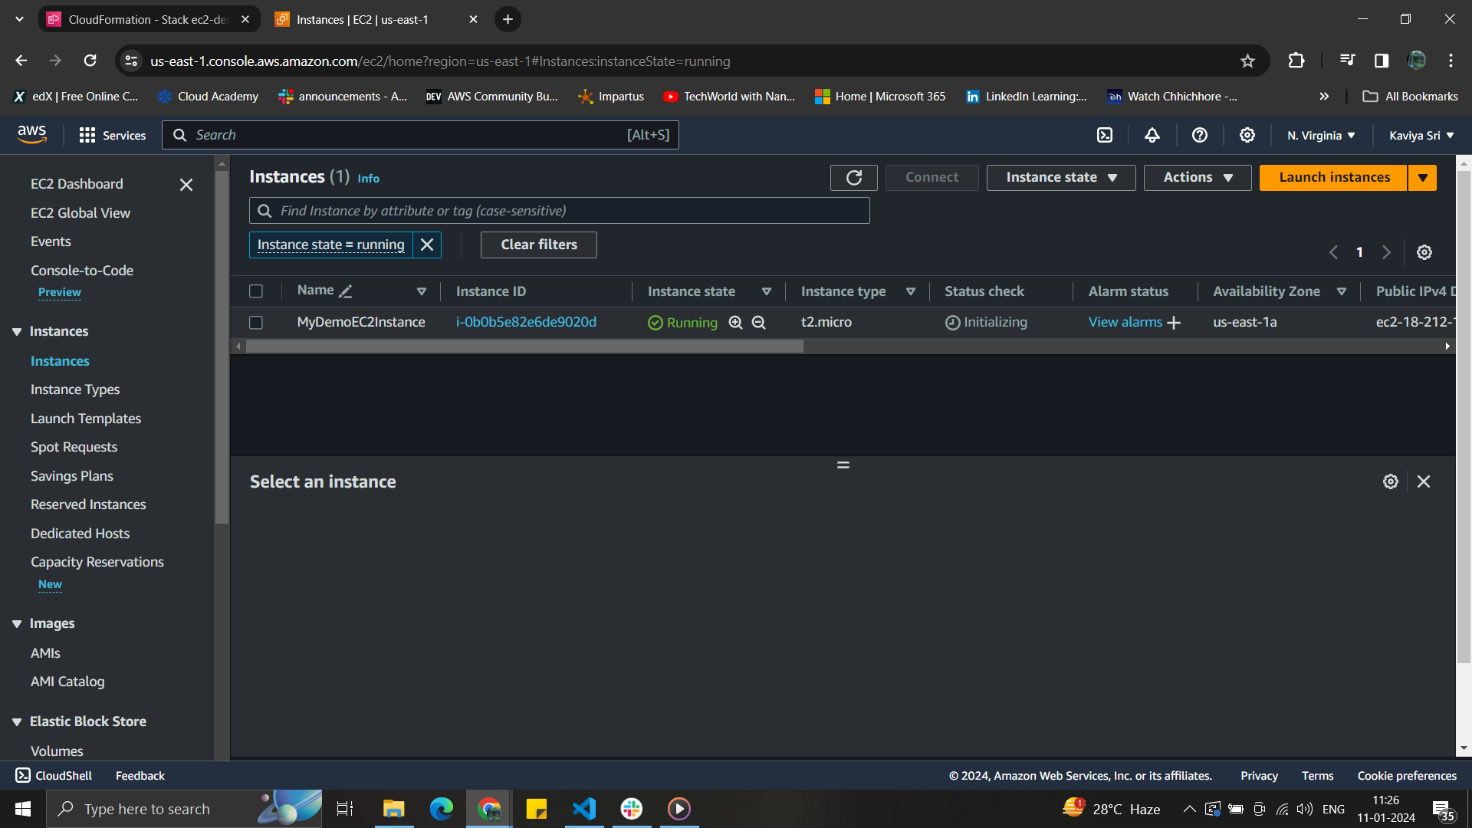 CloudFormation - Stack ec2-de
Instances | EC2 | us-east-1
us-east-1.console.aws.amazon.com/ec2/home?region=us-east-1#Instances:instanceState=running
edX | Free Online C...
Cloud Academy
announcements - A...
DEV AWS Community Bu...
Impartus
TechWorld with Nan...
Home | Microsoft 365
LinkedIn Learning:...
Watch Chhichhore -...
All Bookmarks
aws
Services
Search
[Alt+S]
N. Virginia
Kaviya Sri
EC2 Dashboard
EC2 Global View
Events
Console-to-Code
Preview
Instances
Instances
Instance Types
Launch Templates
Spot Requests
Savings Plans
Reserved Instances
Dedicated Hosts
Capacity Reservations
New
Images
AMIs
AMI Catalog
Elastic Block Store
Volumes
Instances (1) Info
Connect
Instance state
Actions
Launch instances
Find Instance by attribute or tag (case-sensitive)
Instance state = running
Clear filters
1
Name Instance ID Instance state Instance type Status check Alarm status Availability Zone Public IPv4 D
MyDemoEC2Instance i-0b0b5e82e6de9020d Running t2.micro Initializing View alarms us-east-1a ec2-18-212-1
Select an instance
CloudShell
Feedback
© 2024, Amazon Web Services, Inc. or its affiliates.
Privacy
Terms
Cookie preferences
Type here to search
1
28°C Haze
ENG
11:26
11-01-2024
35